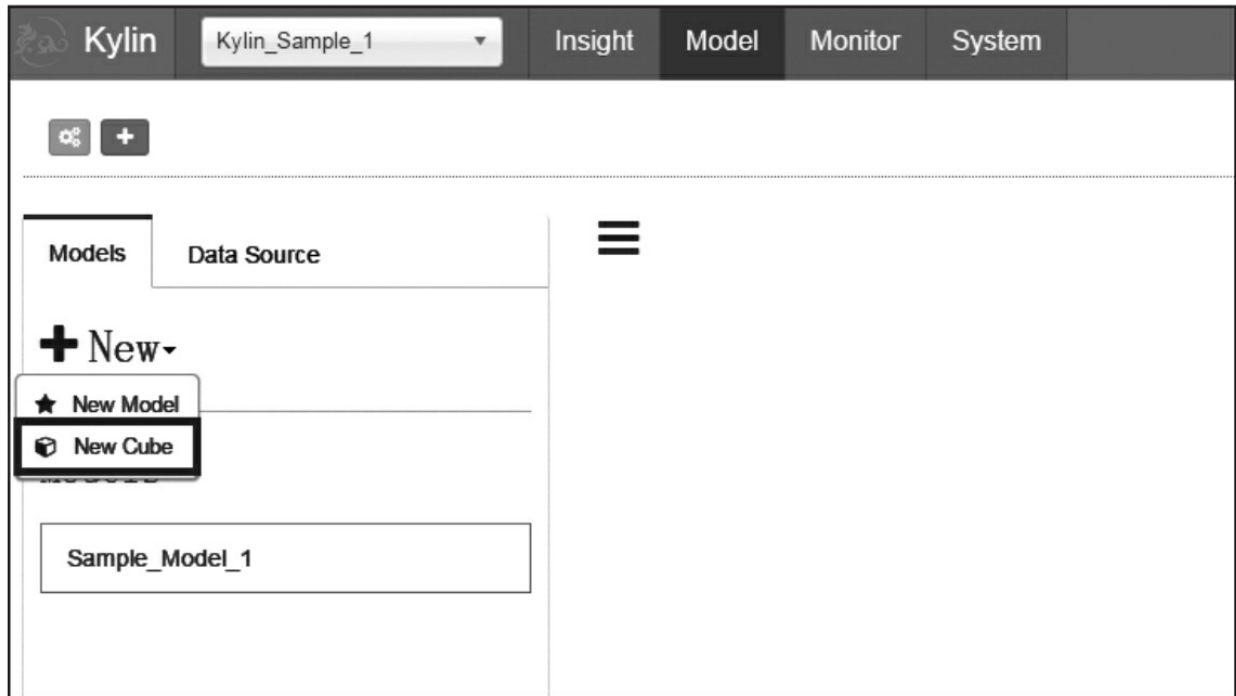 Kylin Kylin_Sample_1 Insight Model Monitor System
Models Data Source
New
New Model
New Cube
Sample_Model_1